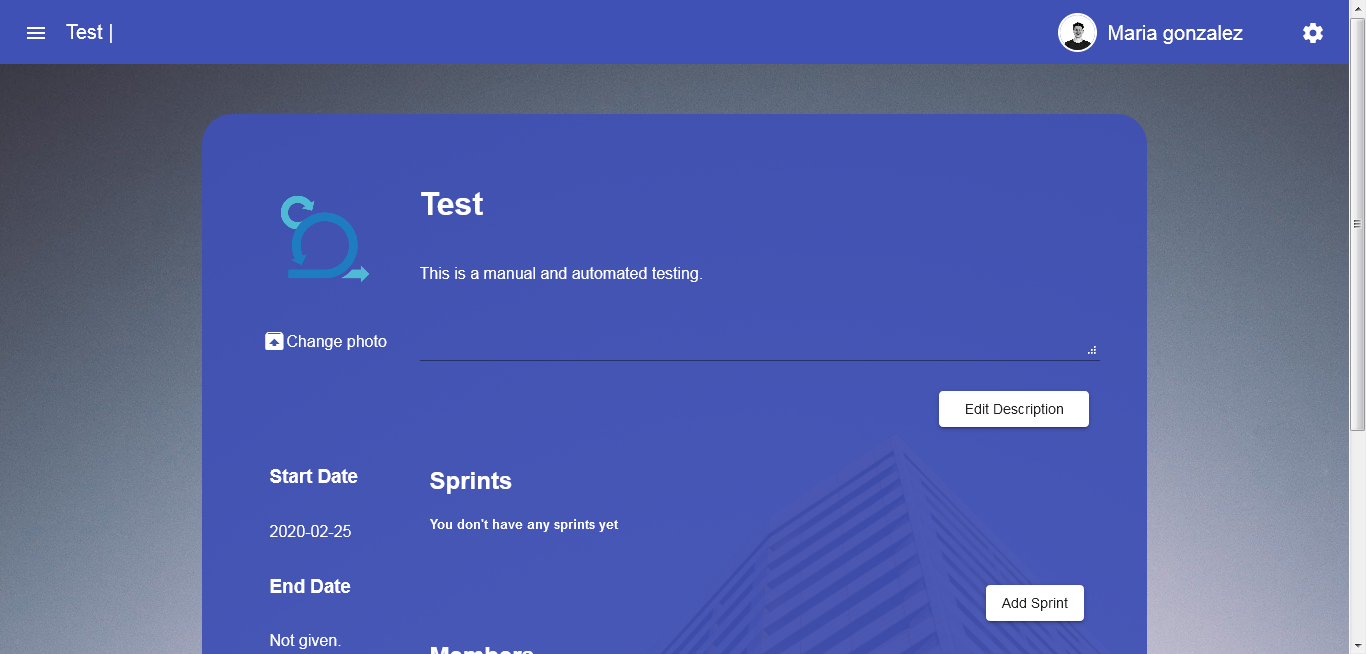 Test |
Maria gonzalez
Test
This is a manual and automated testing.
Change photo
Edit Description
Start Date
2020-02-25
End Date
Not given.
Sprints
You don't have any sprints yet
Add Sprint
Members